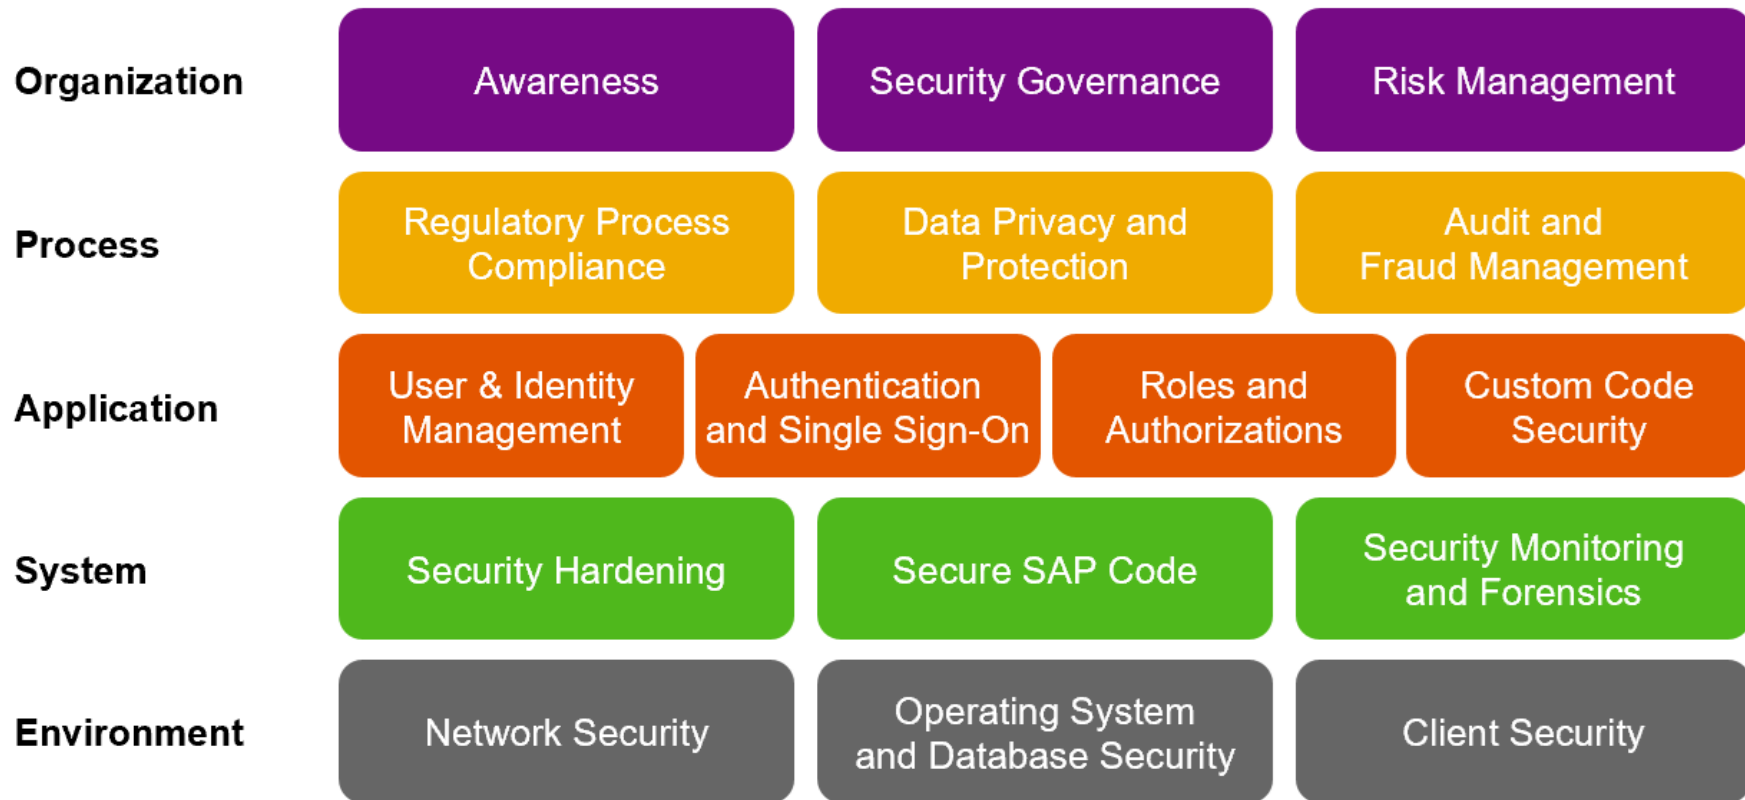 Organization
Awareness
Security Governance
Risk Management
Process
Regulatory Process
Compliance
Data Privacy and
Protection
Audit and
Fraud Management
Application
User & Identity
Management
Authentication
and Single Sign-On
Roles and
Authorizations
Custom Code
Security
System
Security Hardening
Secure SAP Code
Security Monitoring
and Forensics
Environment
Network Security
Operating System
and Database Security
Client Security